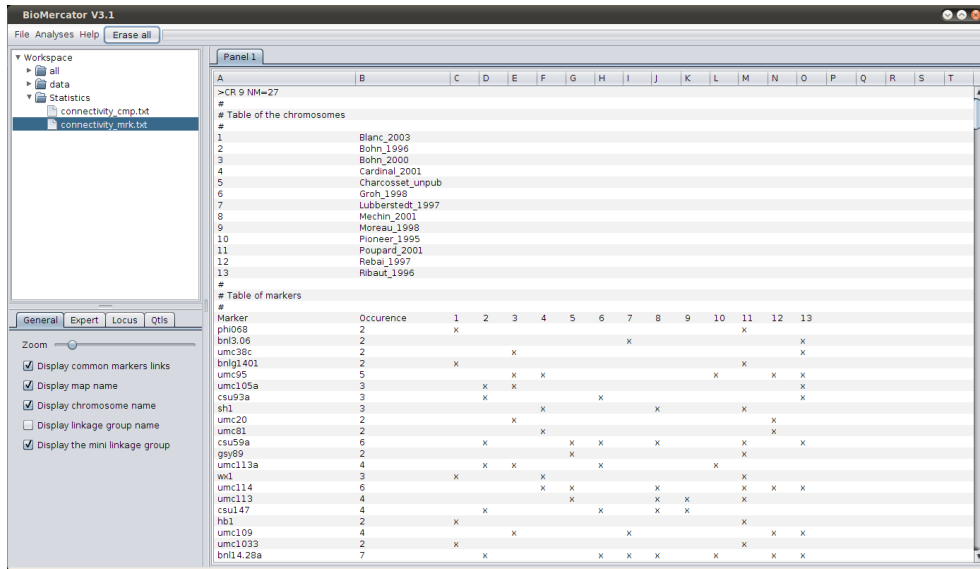 BioMercator V3.1
File Analyses Help Erase all
Workspace
all
data
Statistics
connectivity_cmp.txt
connectivity_mrk.txt
General Expert Locus Qtls
Zoom
Display common markers links
Display map name
Display chromosome name
Display linkage group name
Display the mini linkage group
Panel 1
A B C D E F G H I J K L M N O P Q R S T
>CR 9 NM=27
#
# Table of the chromosomes
#
1 Blanc_2003
2 Bohn_1996
3 Bohn_2000
4 Cardinal_2001
5 Charcosset_unpub
6 Groh_1998
7 Lubberstedt_1997
8 Mechin_2001
9 Moreau_1998
10 Pioneer_1995
11 Poupard_2001
12 Rebai_1997
13 Ribaut_1996
#
# Table of markers
#
Marker Occurence 1 2 3 4 5 6 7 8 9 10 11 12 13
phi068 2 x x
bnl3.06 2 x x
umc38c 2 x x
bnlg1401 2 x x
umc95 5 x x x x x
umc105a 3 x x x
csu93a 3 x x x
sh1 3 x x x
umc20 2 x x
umc81 2 x x
csu59a 6 x x x x x x
gsy89 2 x x
umc113a 4 x x x x
wx1 3 x x x
umc114 6 x x x x x x
umc113 4 x x x x
csu147 4 x x x x
hb1 2 x x
umc109 4 x x x x
umc1033 2 x x
bnl14.28a 7 x x x x x x x